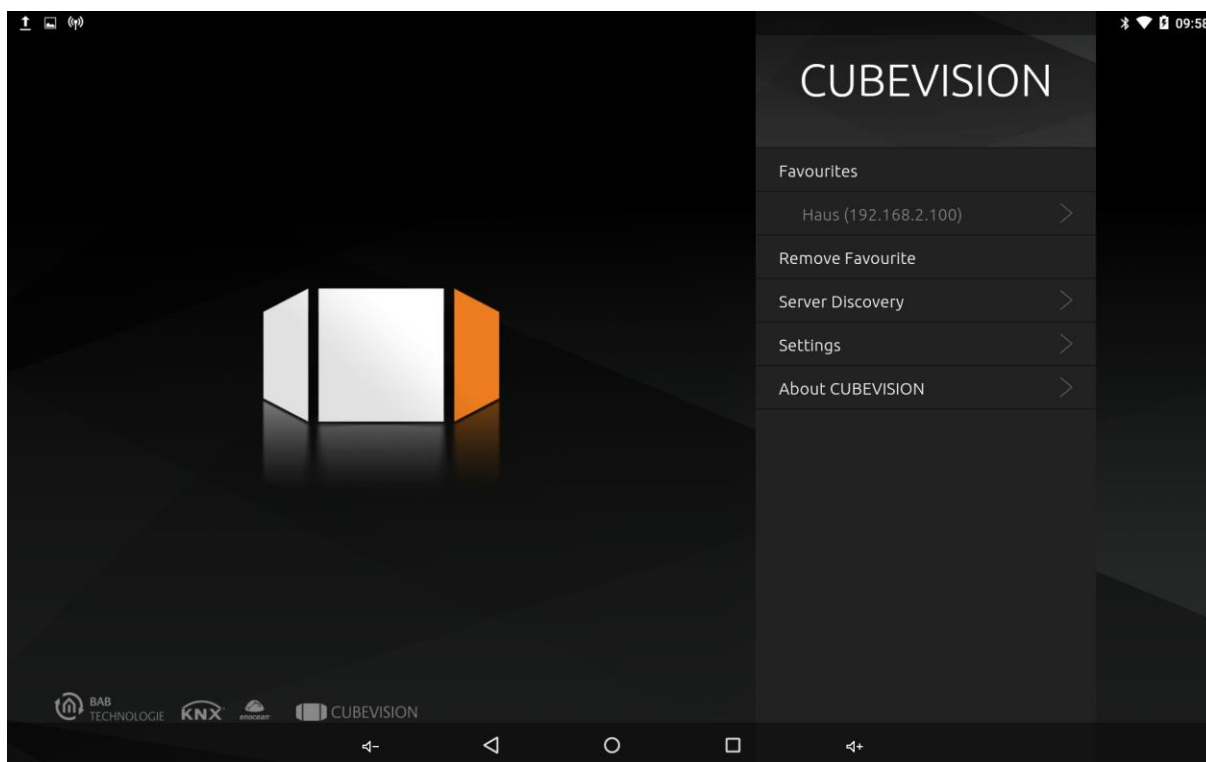 09:58
CUBEVISION
Favourites
Haus (192.168.2.100)
Remove Favourite
Server Discovery
Settings
About CUBEVISION
BAB
TECHNOLOGIE
KNX
enocean
CUBEVISION